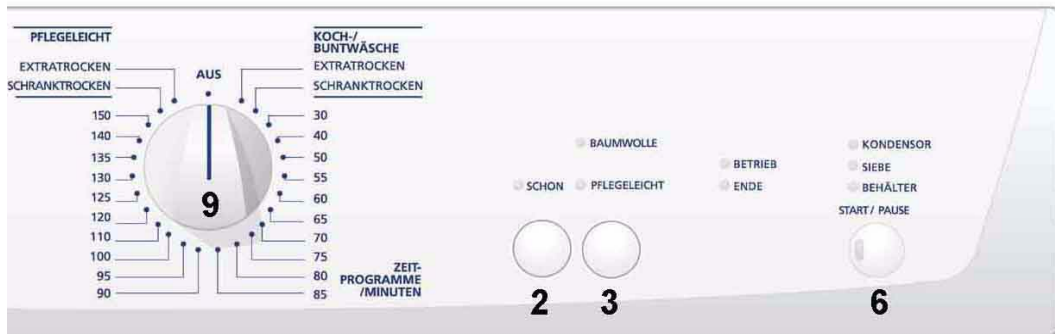 PFLEGELEICHT
EXTRATROCKEN
SCHRANKTROCKEN
150
140
135
130
125
120
110
100
95
90
AUS
9
KOCH-/
BUNTWÄSCHE
EXTRATROCKEN
SCHRANKTROCKEN
30
40
50
55
60
65
70
75
80
85
ZEIT-
PROGRAMME
/MINUTEN
BAUMWOLLE
SCHON
PFLEGELEICHT
2
3
BETRIEB
ENDE
KONDENSOR
SIEBE
BEHÄLTER
START / PAUSE
6